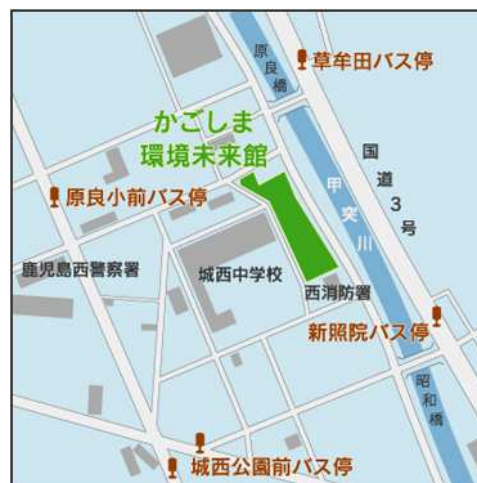 原良橋
草牟田バス停
かごしま
環境未来館
国道3号
甲突川
原良小前バス停
鹿児島西警察署
城西中学校
西消防署
新照院バス停
昭和橋
城西公園前バス停